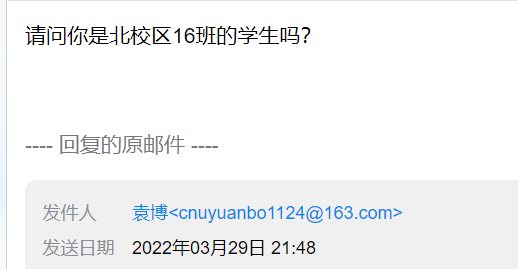 请问你是北校区16班的学生吗？
---- 回复的原邮件 ----
发件人 袁博<cnuyuanbo1124@163.com>
发送日期 2022年03月29日 21:48